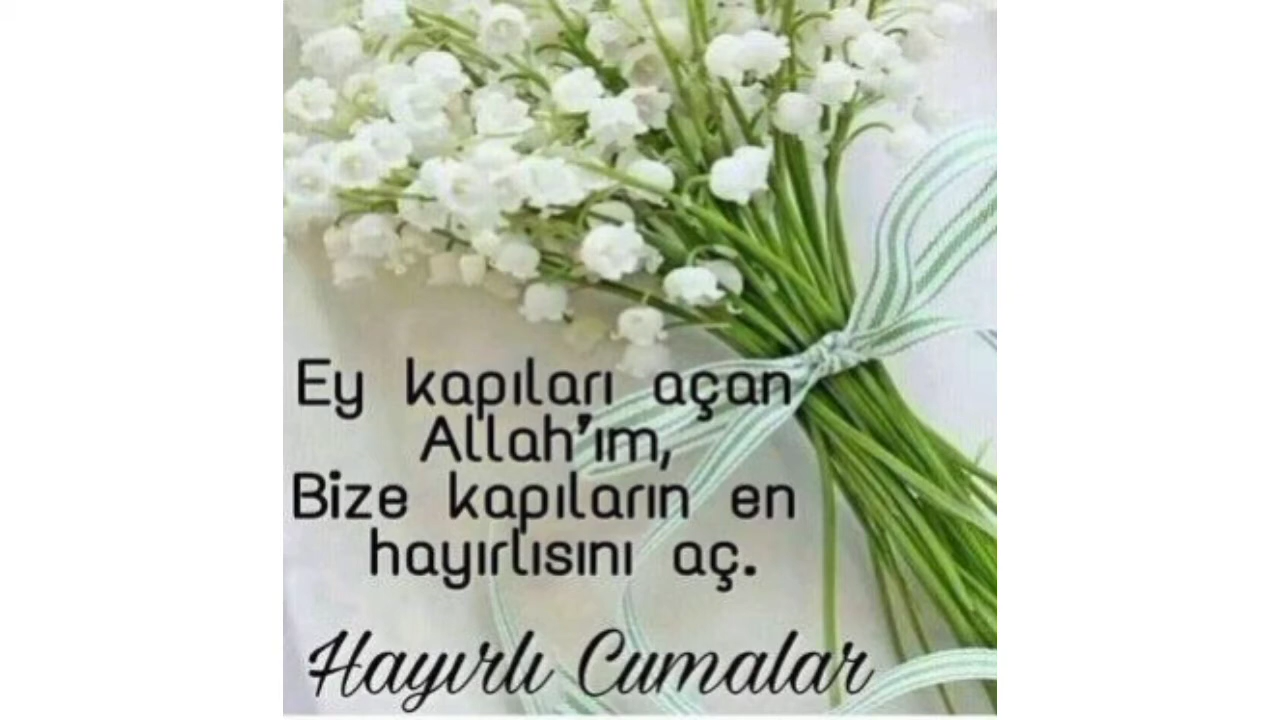 Ey kapıları açan
Allah'ım,
Bize kapıların en
hayırlısını aç.
Hayırlı Cumalar